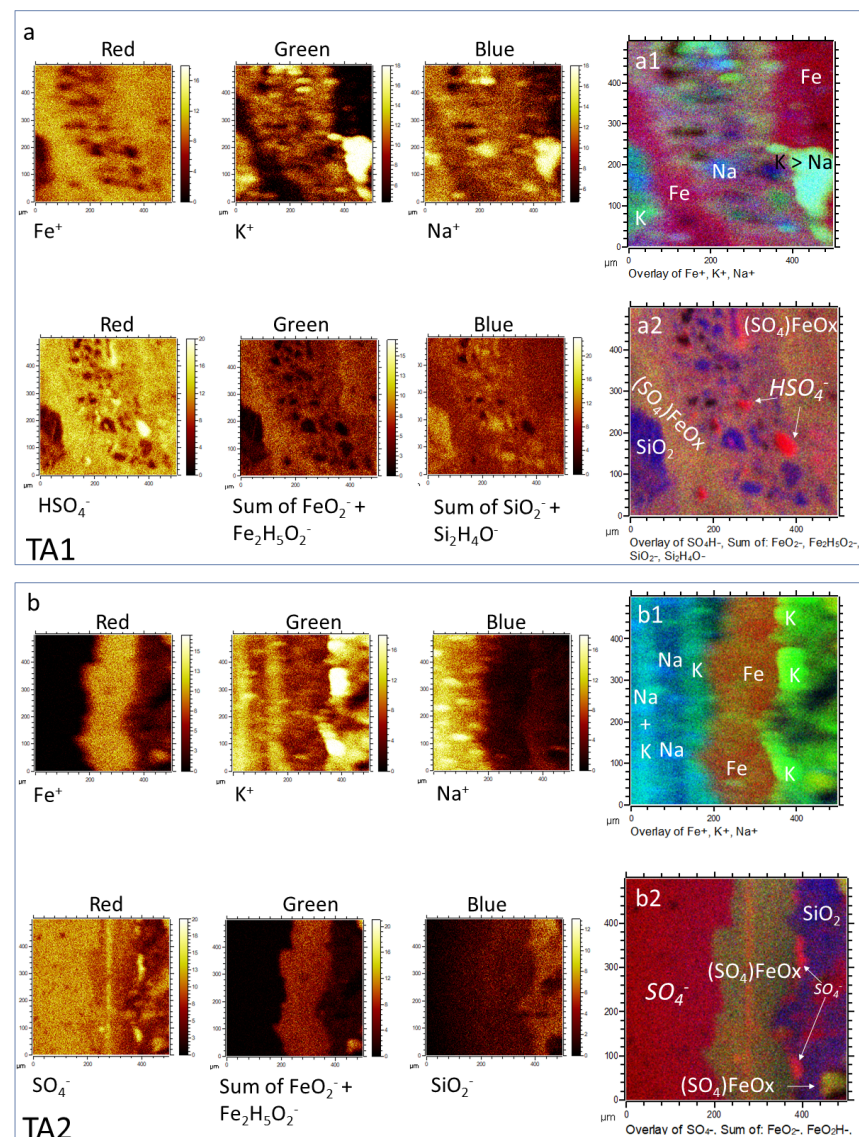 a
Red
Green
Blue
a1
Fe
K > Na
Na
Fe
K
Fe⁺
K⁺
Na⁺
Overlay of Fe+, K+, Na+
Red
Green
Blue
a2
(SO₄)FeOx
HSO₄⁻
(SO₄)FeOx
SiO₂
HSO₄⁻
Sum of FeO₂⁻ +
Fe₂H₅O₂⁻
Sum of SiO₂⁻ +
Si₂H₄O⁻
Overlay of SO4H-, Sum of: FeO2-, Fe2H5O2-,
SiO2-, Si2H4O-
TA1
b
Red
Green
Blue
b1
K
Na
K
Fe
K
Na
+
K
Na
Fe
K
Fe⁺
K⁺
Na⁺
Overlay of Fe+, K+, Na+
Red
Green
Blue
b2
SiO₂
(SO₄)FeOx
SO₄⁻
SO₄⁻
(SO₄)FeOx
SO₄⁻
Sum of FeO₂⁻ +
Fe₂H₅O₂⁻
SiO₂⁻
Overlay of SO4-, Sum of: FeO2-, FeO2H-,
TA2